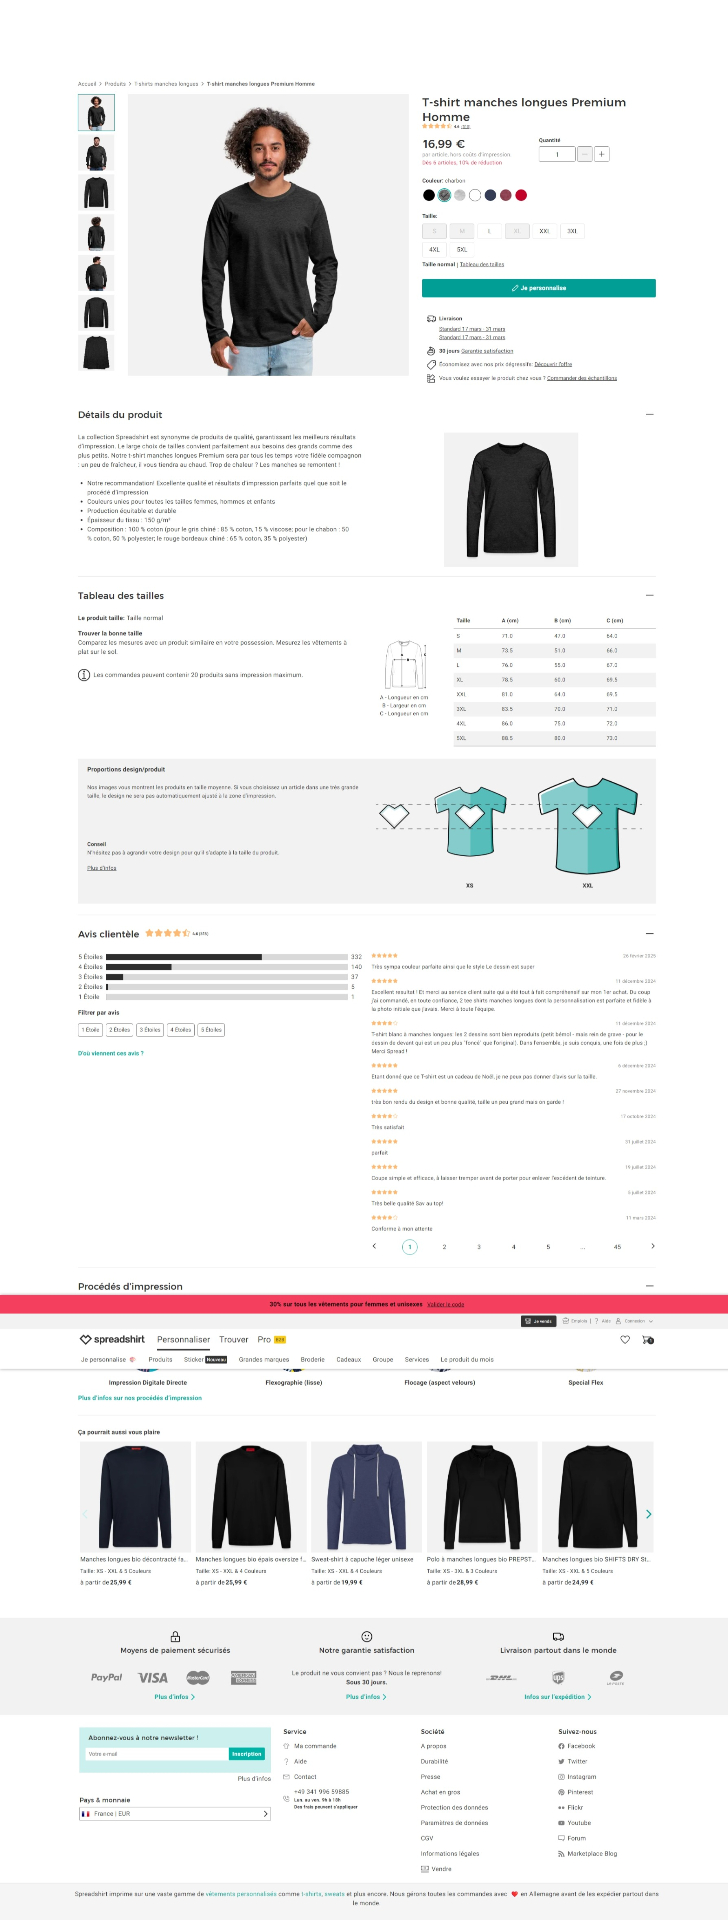 Accueil > Produits > T-shirts manches longues > T-shirt manches longues Premium Homme
T-shirt manches longues Premium
Homme
16,99 €
par article, hors coûts d'impression
Dès 6 articles, 10% de réduction
Quantité
1
Couleur: charbon
Taille:
S M L XL XXL 3XL
4XL 5XL
Taille normal | Tableau des tailles
Je personnalise
Livraison
Standard 17 mars - 31 mars
Standard 17 mars - 31 mars
30 jours Garantie satisfaction
Économisez avec nos prix dégressifs: Découvrir l'offre
Vous voulez essayer le produit chez vous ? Commander des échantillons
Détails du produit
La collection Spreadshirt est synonyme de produits de qualité, garantissant les meilleurs résultats
d'impression. Le large choix de tailles convient parfaitement aux besoins des grands comme des
plus petits. Notre t-shirt manches longues Premium sera par tous les temps votre fidèle compagnon
: un peu de fraîcheur, il vous tiendra au chaud. Trop de chaleur ? Les manches se remontent !
• Notre recommandation! Excellente qualité et résultats d'impression parfaits quel que soit le
procédé d'impression
• Couleurs unies pour toutes les tailles femmes, hommes et enfants
• Production équitable et durable
• Épaisseur du tissu : 150 g/m²
• Composition : 100 % coton (pour le gris chiné : 85 % coton, 15 % viscose; pour le chabon : 50
% coton, 50 % polyester; le rouge bordeaux chiné : 65 % coton, 35 % polyester)
Tableau des tailles
Le produit taille: Taille normal
Trouver la bonne taille
Comparez les mesures avec un produit similaire en votre possession. Mesurez les vêtements à
plat sur le sol.
Les commandes peuvent contenir 20 produits sans impression maximum.
A - Longueur en cm
B - Largeur en cm
C - Longueur en cm
Taille A (cm) B (cm) C (cm)
S 71.0 47.0 64.0
M 73.5 51.0 66.0
L 76.0 55.0 67.0
XL 78.5 60.0 69.5
XXL 81.0 64.0 69.5
3XL 83.5 70.0 71.0
4XL 86.0 75.0 72.0
5XL 88.5 80.0 73.0
Proportions design/produit
Nos images vous montrent les produits en taille moyenne. Si vous choisissez un article dans une très grande
taille, le design ne sera pas automatiquement ajusté à la zone d'impression.
Conseil
N'hésitez pas à agrandir votre design pour qu'il s'adapte à la taille du produit.
Plus d'infos
XS
XXL
Avis clientèle
5 Étoiles 332
4 Étoiles 140
3 Étoiles 37
2 Étoiles 5
1 Étoile 1
Filtrer par avis
1 Étoile 2 Étoiles 3 Étoiles 4 Étoiles 5 Étoiles
D'où viennent ces avis ?
26 février 2025
Très sympa couleur parfaite ainsi que le style Le dessin est super
11 décembre 2024
Excellent resultat ! Et merci au service client suite qui a été tout à fait compréhensif sur mon 1er achat. Du coup
j'ai commandé, en toute confiance, 2 tee shirts manches longues dont la personnalisation est parfaite et fidèle à
la photo initiale que j'avais. Merci à toute l'équipe.
11 décembre 2024
T-shirt blanc à manches longues: les 2 dessins sont bien reproduits (petit bémol - mais rien de grave - pour le
dessin de devant qui est un peu plus "foncé" que l'original). Dans l'ensemble, je suis conquis, une fois de plus ;)
Merci Spread !
6 décembre 2024
Étant donné que ce T-shirt est un cadeau de Noël, je ne peux pas donner d'avis sur la taille.
27 novembre 2024
très bon rendu du design et bonne qualité, taille un peu grand mais on garde !
17 octobre 2024
Très satisfait
31 juillet 2024
parfait
19 juillet 2024
Coupe simple et efficace, à laisser tremper avant de porter pour enlever l'excédent de teinture.
5 juillet 2024
Très belle qualité Sav au top!
11 mars 2024
Conforme à mon attente
< 1 2 3 4 5 ... 45 >
Procédés d'impression
30% sur tous les vêtements pour femmes et unisexes Valider le code
Je vends Emplois | ? Aide Connexion
spreadshirt Personnaliser Trouver Pro B2B
Je personnalise Produits Sticker Nouveau Grandes marques Broderie Cadeaux Groupe Services Le produit du mois
Impression Digitale Directe Flexographie (lisse) Flocage (aspect velours) Special Flex
Plus d'infos sur nos procédés d'impression
Ça pourrait aussi vous plaire
Manches longues bio décontracté fa... Manches longues bio épais oversize f... Sweat-shirt à capuche léger unisexe Polo à manches longues bio PREPST... Manches longues bio SHIFTS DRY St...
Taille: XS - XXL & 5 Couleurs Taille: XS - XXL & 4 Couleurs Taille: XS - XXL & 4 Couleurs Taille: XS - 3XL & 3 Couleurs Taille: XS - XXL & 4 Couleurs
à partir de 25,99 € à partir de 25,99 € à partir de 19,99 € à partir de 28,99 € à partir de 24,99 €
Moyens de paiement sécurisés
PayPal VISA MasterCard AMERICAN EXPRESS
Plus d'infos >
Notre garantie satisfaction
Le produit ne vous convient pas ? Nous le reprenons!
Sous 30 jours.
Plus d'infos >
Livraison partout dans le monde
DHL ups LA POSTE
Infos sur l'expédition >
Abonnez-vous à notre newsletter !
Votre e-mail Inscription
Plus d'infos
Pays & monnaie
France | EUR
Service
Ma commande
Aide
Contact
+49 341 996 59885
Lun. au ven. 9h à 18h
Des frais peuvent s'appliquer
Société
A propos
Durabilité
Presse
Achat en gros
Protection des données
Paramètres de données
CGV
Informations légales
Vendre
Suivez-nous
Facebook
Twitter
Instagram
Pinterest
Flickr
Youtube
Forum
Marketplace Blog
Spreadshirt imprime sur une vaste gamme de vêtements personnalisés comme t-shirts, sweats et plus encore. Nous gérons toutes les commandes avec ❤ en Allemagne avant de les expédier partout dans
le monde.